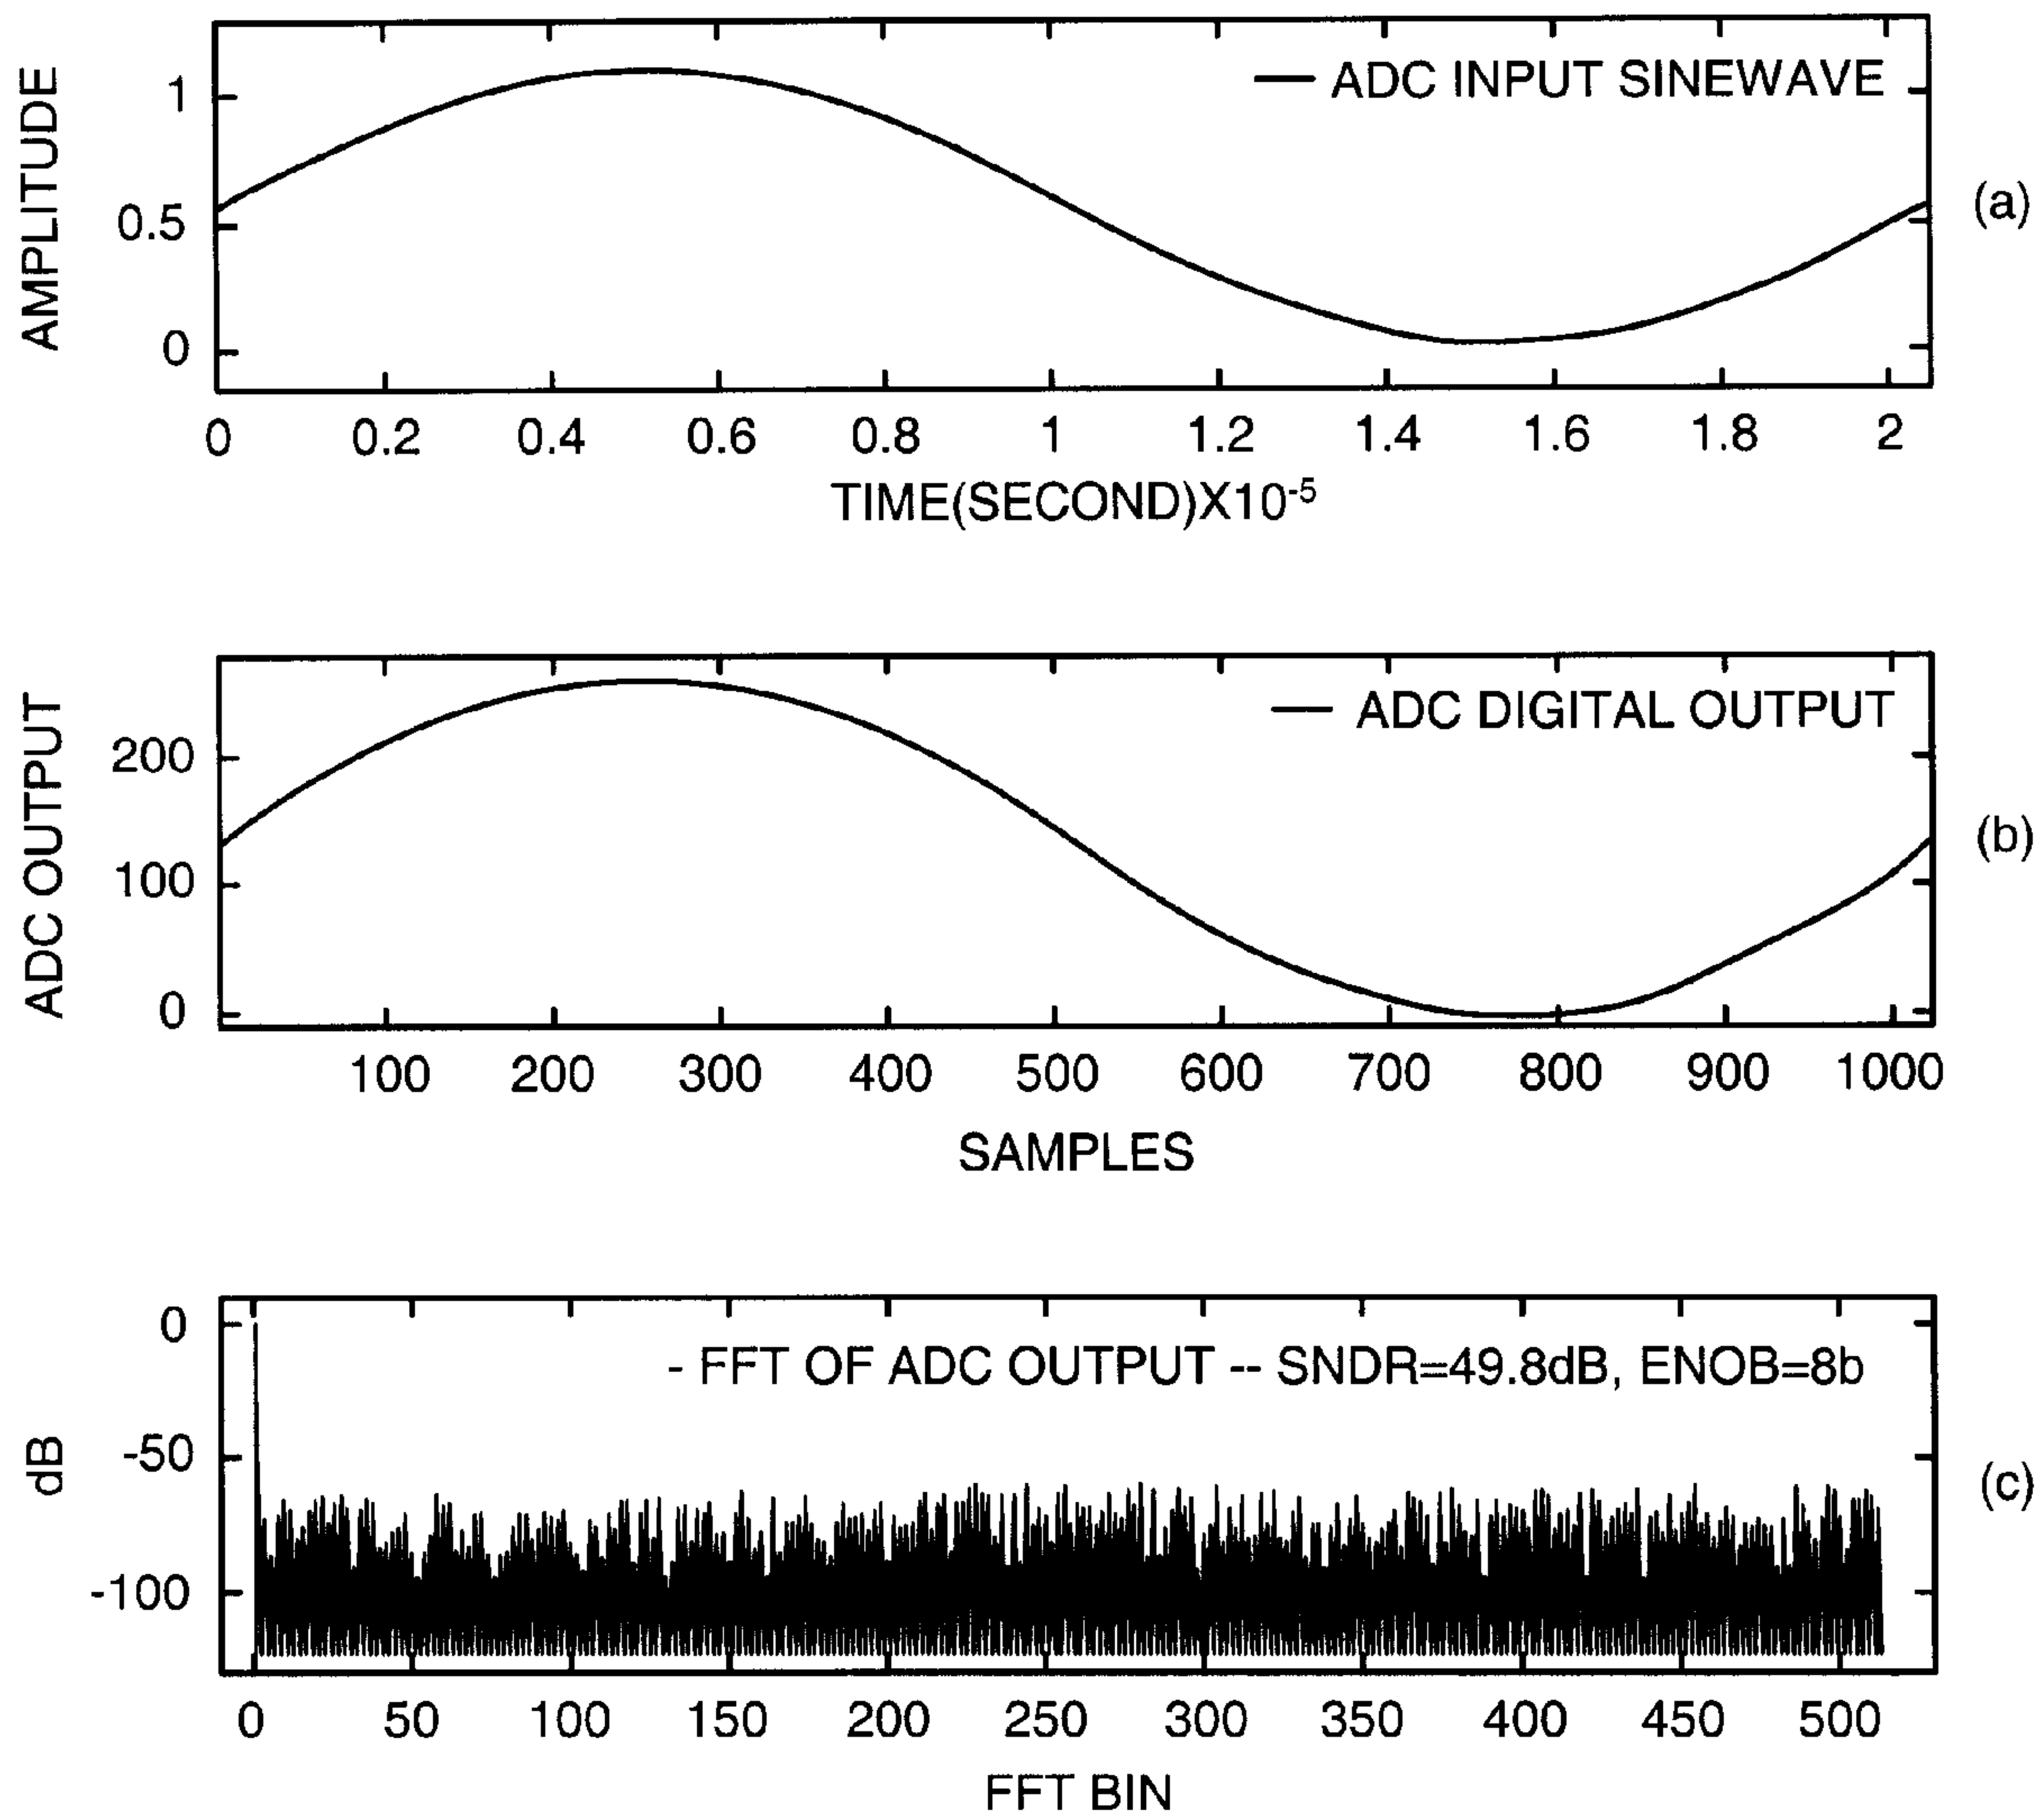 — ADC INPUT SINEWAVE
AMPLITUDE
1
0.5
0
0 0.2 0.4 0.6 0.8 1 1.2 1.4 1.6 1.8 2
TIME(SECOND)X10-5
(a)
— ADC DIGITAL OUTPUT
ADC OUTPUT
200
100
0
100 200 300 400 500 600 700 800 900 1000
SAMPLES
(b)
- FFT OF ADC OUTPUT -- SNDR=49.8dB, ENOB=8b
dB
0
-50
-100
0 50 100 150 200 250 300 350 400 450 500
FFT BIN
(c)